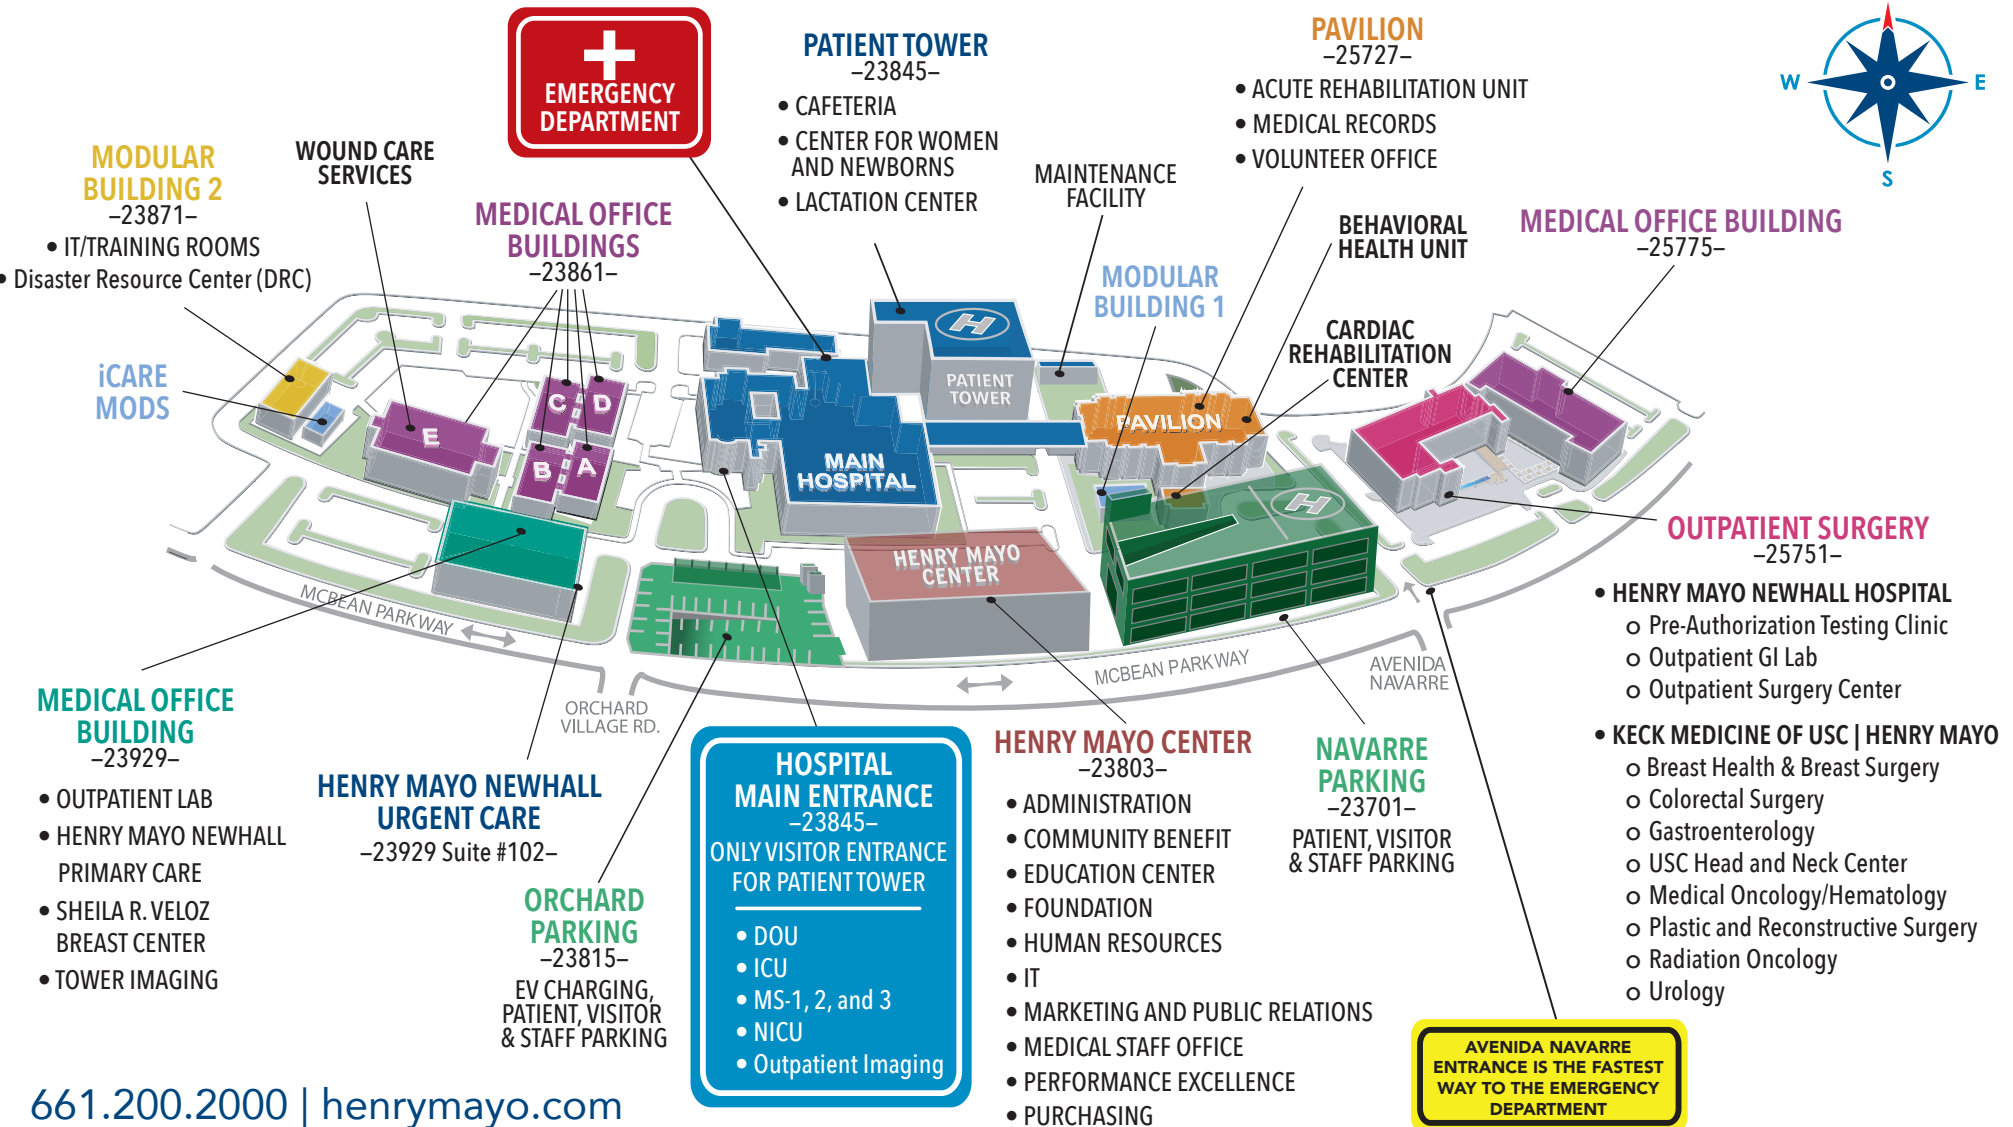 EMERGENCY
DEPARTMENT
PATIENT TOWER
–23845–
• CAFETERIA
• CENTER FOR WOMEN
AND NEWBORNS
• LACTATION CENTER
PAVILION
–25727–
• ACUTE REHABILITATION UNIT
• MEDICAL RECORDS
• VOLUNTEER OFFICE
W
E
S
MODULAR
BUILDING 2
–23871–
• IT/TRAINING ROOMS
• Disaster Resource Center (DRC)
WOUND CARE
SERVICES
MEDICAL OFFICE
BUILDINGS
–23861–
MAINTENANCE
FACILITY
MODULAR
BUILDING 1
BEHAVIORAL
HEALTH UNIT
CARDIAC
REHABILITATION
CENTER
MEDICAL OFFICE BUILDING
–25775–
iCARE
MODS
E
C
D
B
A
H
PATIENT
TOWER
MAIN
HOSPITAL
PAVILION
H
HENRY MAYO
CENTER
MCBEAN PARKWAY
ORCHARD
VILLAGE RD.
MCBEAN PARKWAY
AVENIDA
NAVARRE
OUTPATIENT SURGERY
–25751–
• HENRY MAYO NEWHALL HOSPITAL
o Pre-Authorization Testing Clinic
o Outpatient GI Lab
o Outpatient Surgery Center
• KECK MEDICINE OF USC | HENRY MAYO
o Breast Health & Breast Surgery
o Colorectal Surgery
o Gastroenterology
o USC Head and Neck Center
o Medical Oncology/Hematology
o Plastic and Reconstructive Surgery
o Radiation Oncology
o Urology
MEDICAL OFFICE
BUILDING
–23929–
• OUTPATIENT LAB
• HENRY MAYO NEWHALL
PRIMARY CARE
• SHEILA R. VELOZ
BREAST CENTER
• TOWER IMAGING
HENRY MAYO NEWHALL
URGENT CARE
–23929 Suite #102–
ORCHARD
PARKING
–23815–
EV CHARGING,
PATIENT, VISITOR
& STAFF PARKING
HOSPITAL
MAIN ENTRANCE
–23845–
ONLY VISITOR ENTRANCE
FOR PATIENT TOWER
• DOU
• ICU
• MS-1, 2, and 3
• NICU
• Outpatient Imaging
HENRY MAYO CENTER
–23803–
• ADMINISTRATION
• COMMUNITY BENEFIT
• EDUCATION CENTER
• FOUNDATION
• HUMAN RESOURCES
• IT
• MARKETING AND PUBLIC RELATIONS
• MEDICAL STAFF OFFICE
• PERFORMANCE EXCELLENCE
• PURCHASING
NAVARRE
PARKING
–23701–
PATIENT, VISITOR
& STAFF PARKING
AVENIDA NAVARRE
ENTRANCE IS THE FASTEST
WAY TO THE EMERGENCY
DEPARTMENT
661.200.2000 | henrymayo.com